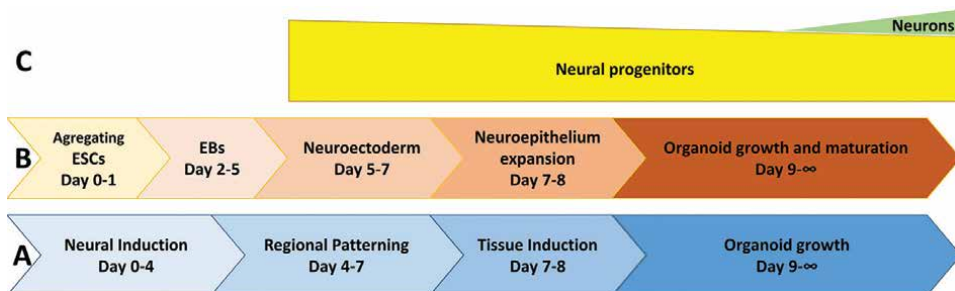 Neurons
C
Neural progenitors
B
Agregating
ESCs
Day 0-1
EBs
Day 2-5
Neuroectoderm
Day 5-7
Neuroepithelium
expansion
Day 7-8
Organoid growth and maturation
Day 9-∞
A
Neural Induction
Day 0-4
Regional Patterning
Day 4-7
Tissue Induction
Day 7-8
Organoid growth
Day 9-∞